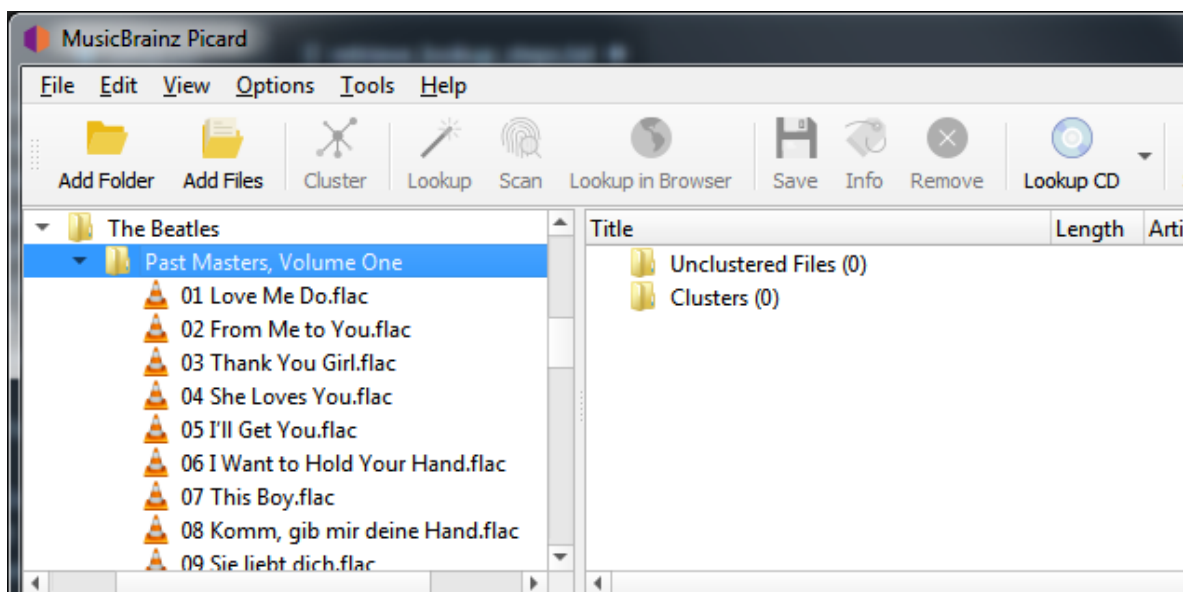 MusicBrainz Picard
File Edit View Options Tools Help
Add Folder Add Files Cluster Lookup Scan Lookup in Browser Save Info Remove Lookup CD
The Beatles
Past Masters, Volume One
01 Love Me Do.flac
02 From Me to You.flac
03 Thank You Girl.flac
04 She Loves You.flac
05 I'll Get You.flac
06 I Want to Hold Your Hand.flac
07 This Boy.flac
08 Komm, gib mir deine Hand.flac
09 Sie liebt dich.flac
Title Length Arti
Unclustered Files (0)
Clusters (0)